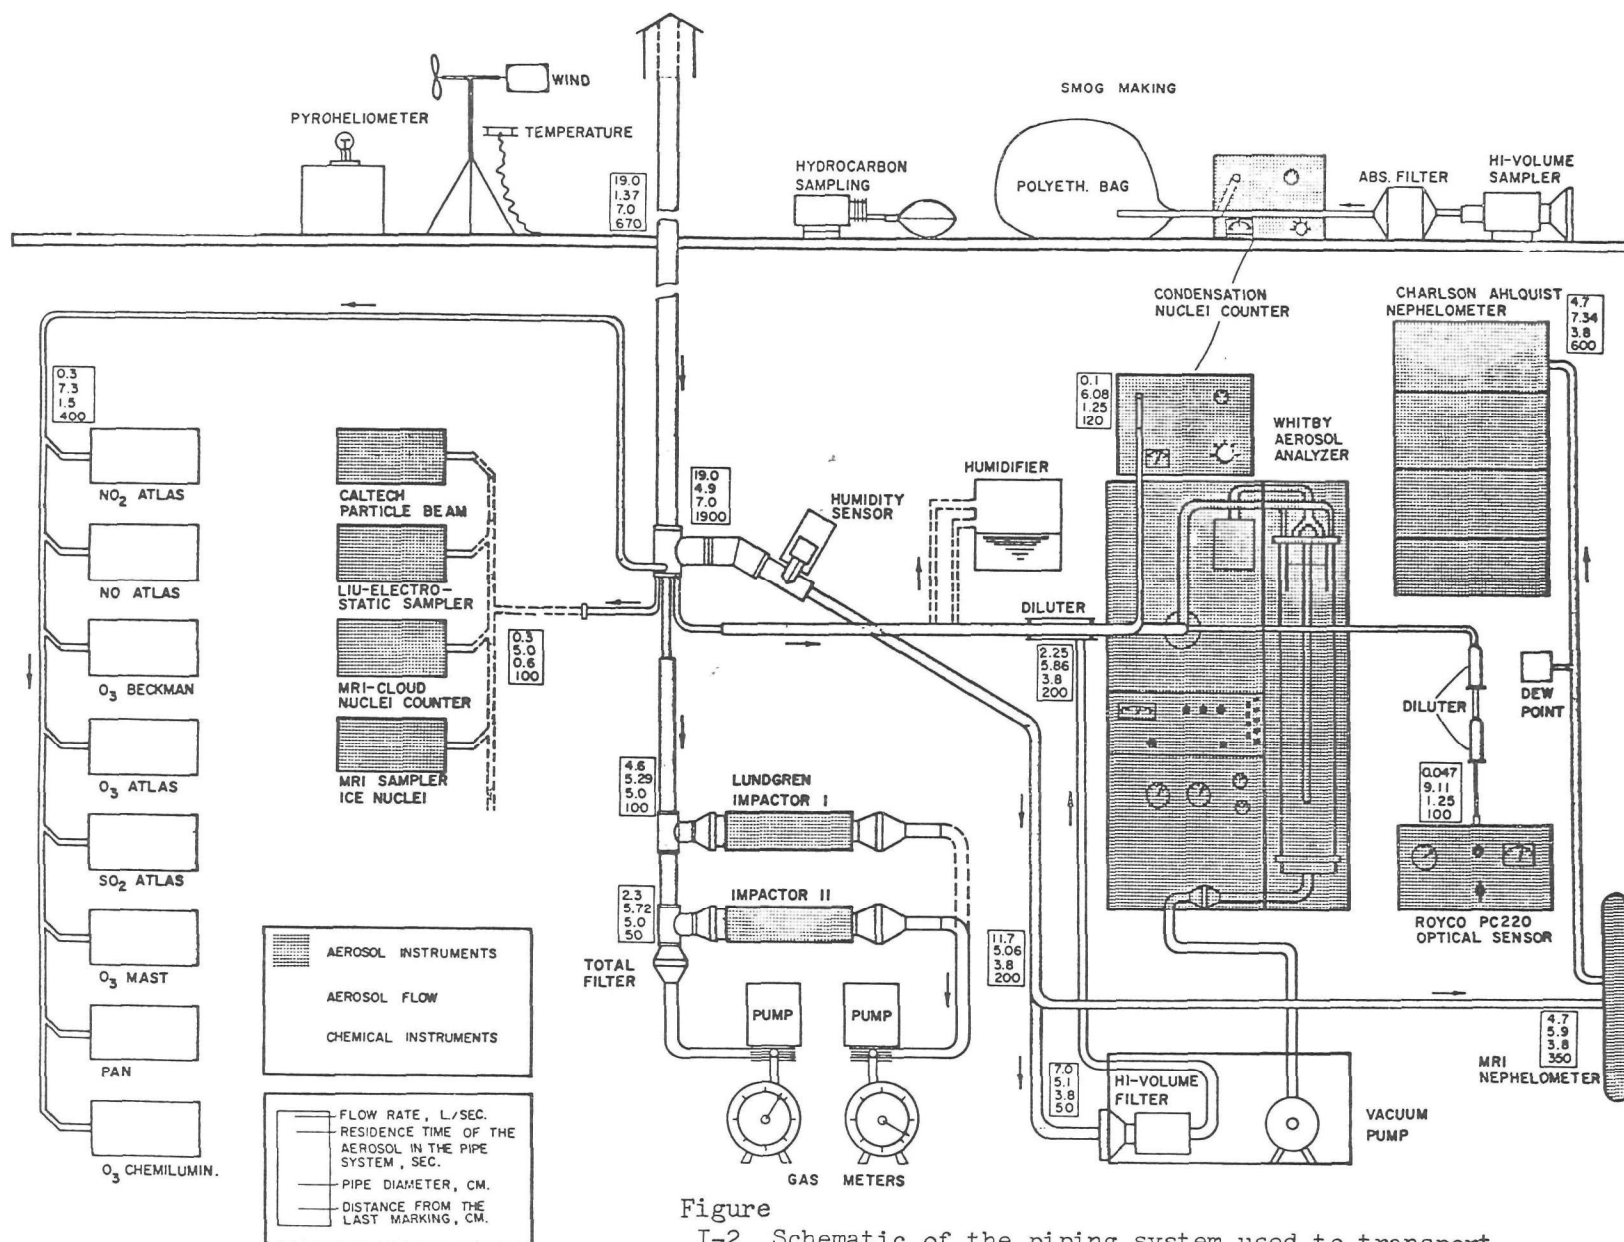 WIND
PYROHELIOMETER
TEMPERATURE
19.0
1.37
7.0
670
HYDROCARBON
SAMPLING
SMOG MAKING
POLYETH. BAG
ABS. FILTER
HI-VOLUME
SAMPLER
CONDENSATION
NUCLEI COUNTER
CHARLSON AHLQUIST
NEPHELOMETER
4.7
7.34
3.8
600
0.3
7.3
1.5
400
NO2 ATLAS
NO ATLAS
O3 BECKMAN
O3 ATLAS
SO2 ATLAS
O3 MAST
PAN
O3 CHEMILUMIN.
CALTECH
PARTICLE BEAM
LIU-ELECTRO-
STATIC SAMPLER
MRI-CLOUD
NUCLEI COUNTER
MRI SAMPLER
ICE NUCLEI
0.3
5.0
0.6
100
19.0
4.9
7.0
1900
HUMIDITY
SENSOR
HUMIDIFIER
0.1
6.08
1.25
120
WHITBY
AEROSOL
ANALYZER
DILUTER
2.25
5.86
3.8
200
DEW
POINT
DILUTER
0.047
9.11
1.25
100
ROYCO PC220
OPTICAL SENSOR
4.6
5.29
5.0
100
LUNDGREN
IMPACTOR I
2.3
5.72
5.0
50
IMPACTOR II
TOTAL
FILTER
PUMP
PUMP
GAS METERS
11.7
5.06
3.8
200
7.0
5.1
3.8
50
HI-VOLUME
FILTER
VACUUM
PUMP
4.7
5.9
3.8
350
MRI
NEPHELOMETER
AEROSOL INSTRUMENTS
AEROSOL FLOW
CHEMICAL INSTRUMENTS
FLOW RATE, L/SEC.
RESIDENCE TIME OF THE
AEROSOL IN THE PIPE
SYSTEM, SEC.
PIPE DIAMETER, CM.
DISTANCE FROM THE
LAST MARKING, CM.
Figure
I-2 Schematic of the piping system used to transport